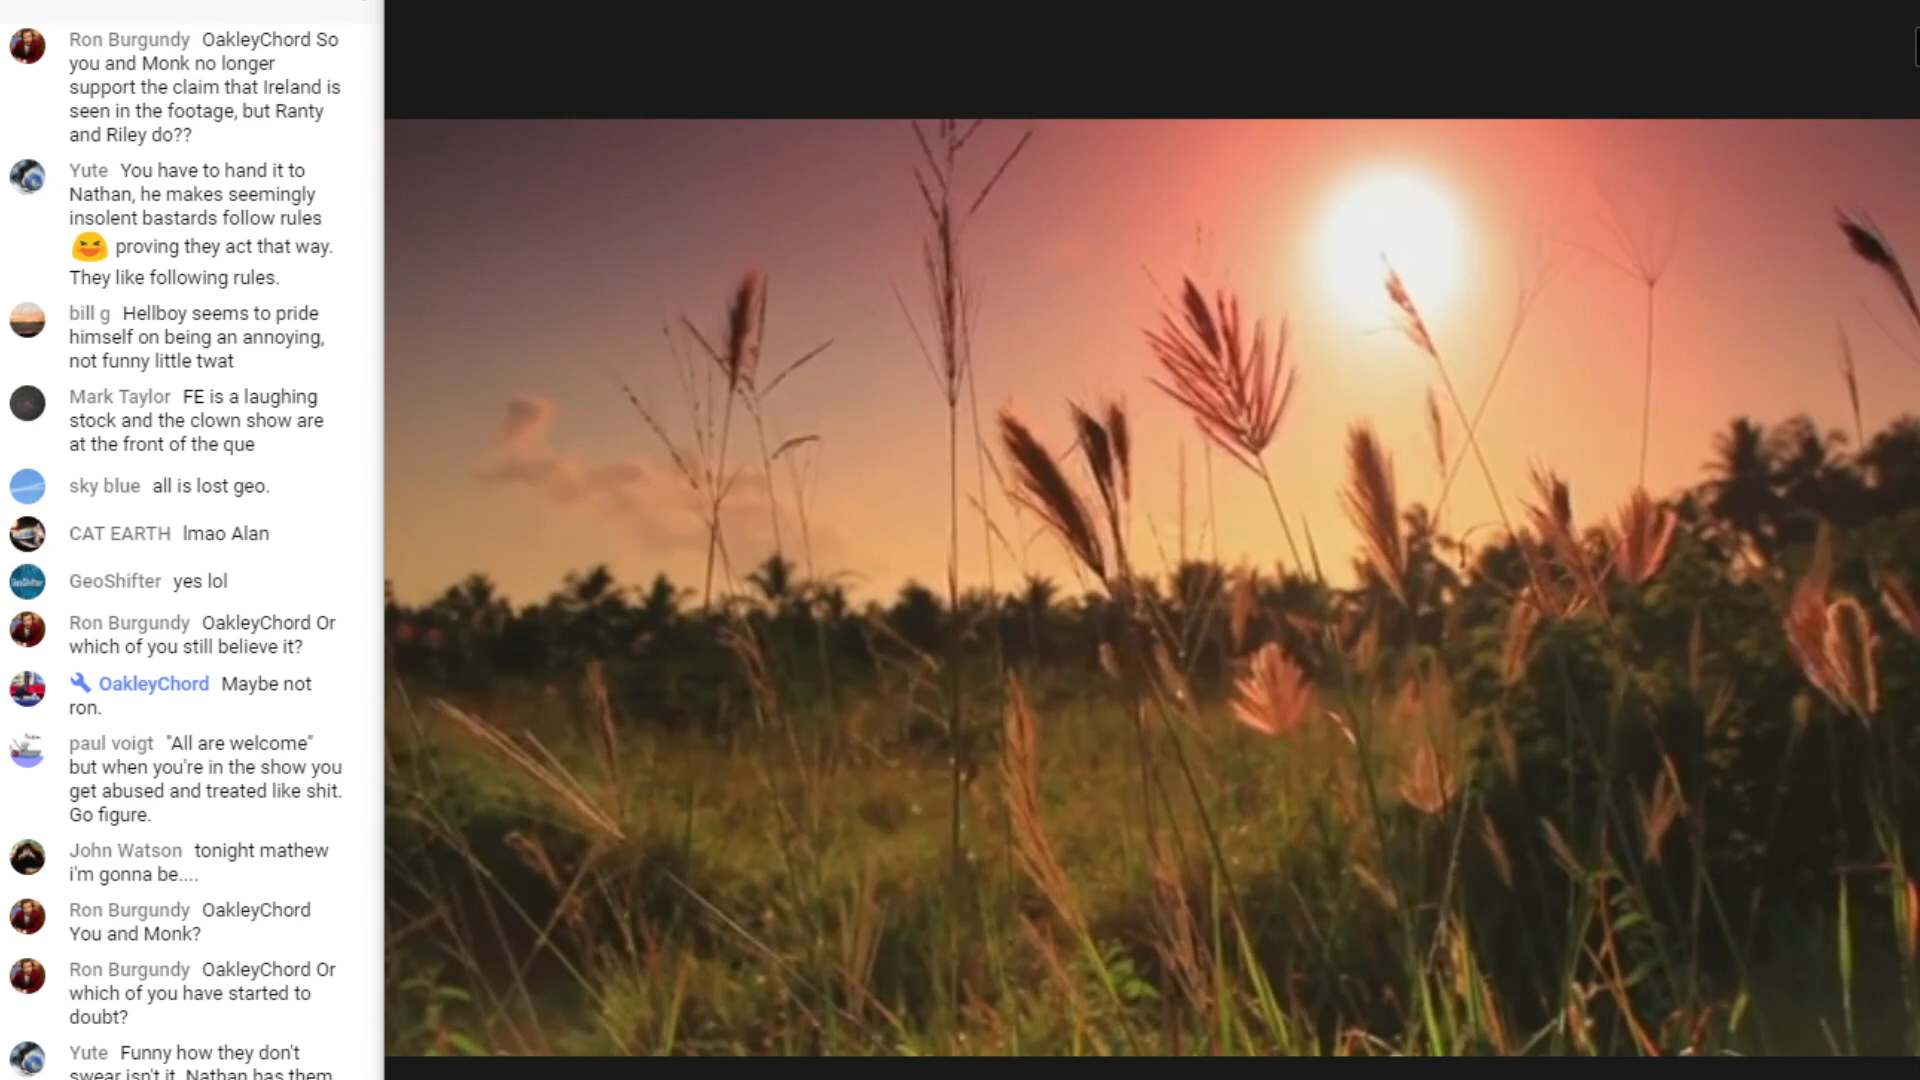 Ron Burgundy OakleyChord So
you and Monk no longer
support the claim that Ireland is
seen in the footage, but Ranty
and Riley do??
Yute You have to hand it to
Nathan, he makes seemingly
insolent bastards follow rules
proving they act that way.
They like following rules.
bill g Hellboy seems to pride
himself on being an annoying,
not funny little twat
Mark Taylor FE is a laughing
stock and the clown show are
at the front of the que
sky blue all is lost geo.
CAT EARTH lmao Alan
GeoShifter
GeoShifter yes lol
Ron Burgundy OakleyChord Or
which of you still believe it?
OakleyChord Maybe not
ron.
paul voigt "All are welcome"
but when you're in the show you
get abused and treated like shit.
Go figure.
John Watson tonight mathew
i'm gonna be....
Ron Burgundy OakleyChord
You and Monk?
Ron Burgundy OakleyChord Or
which of you have started to
doubt?
Yute Funny how they don't
swear isn't it. Nathan has them